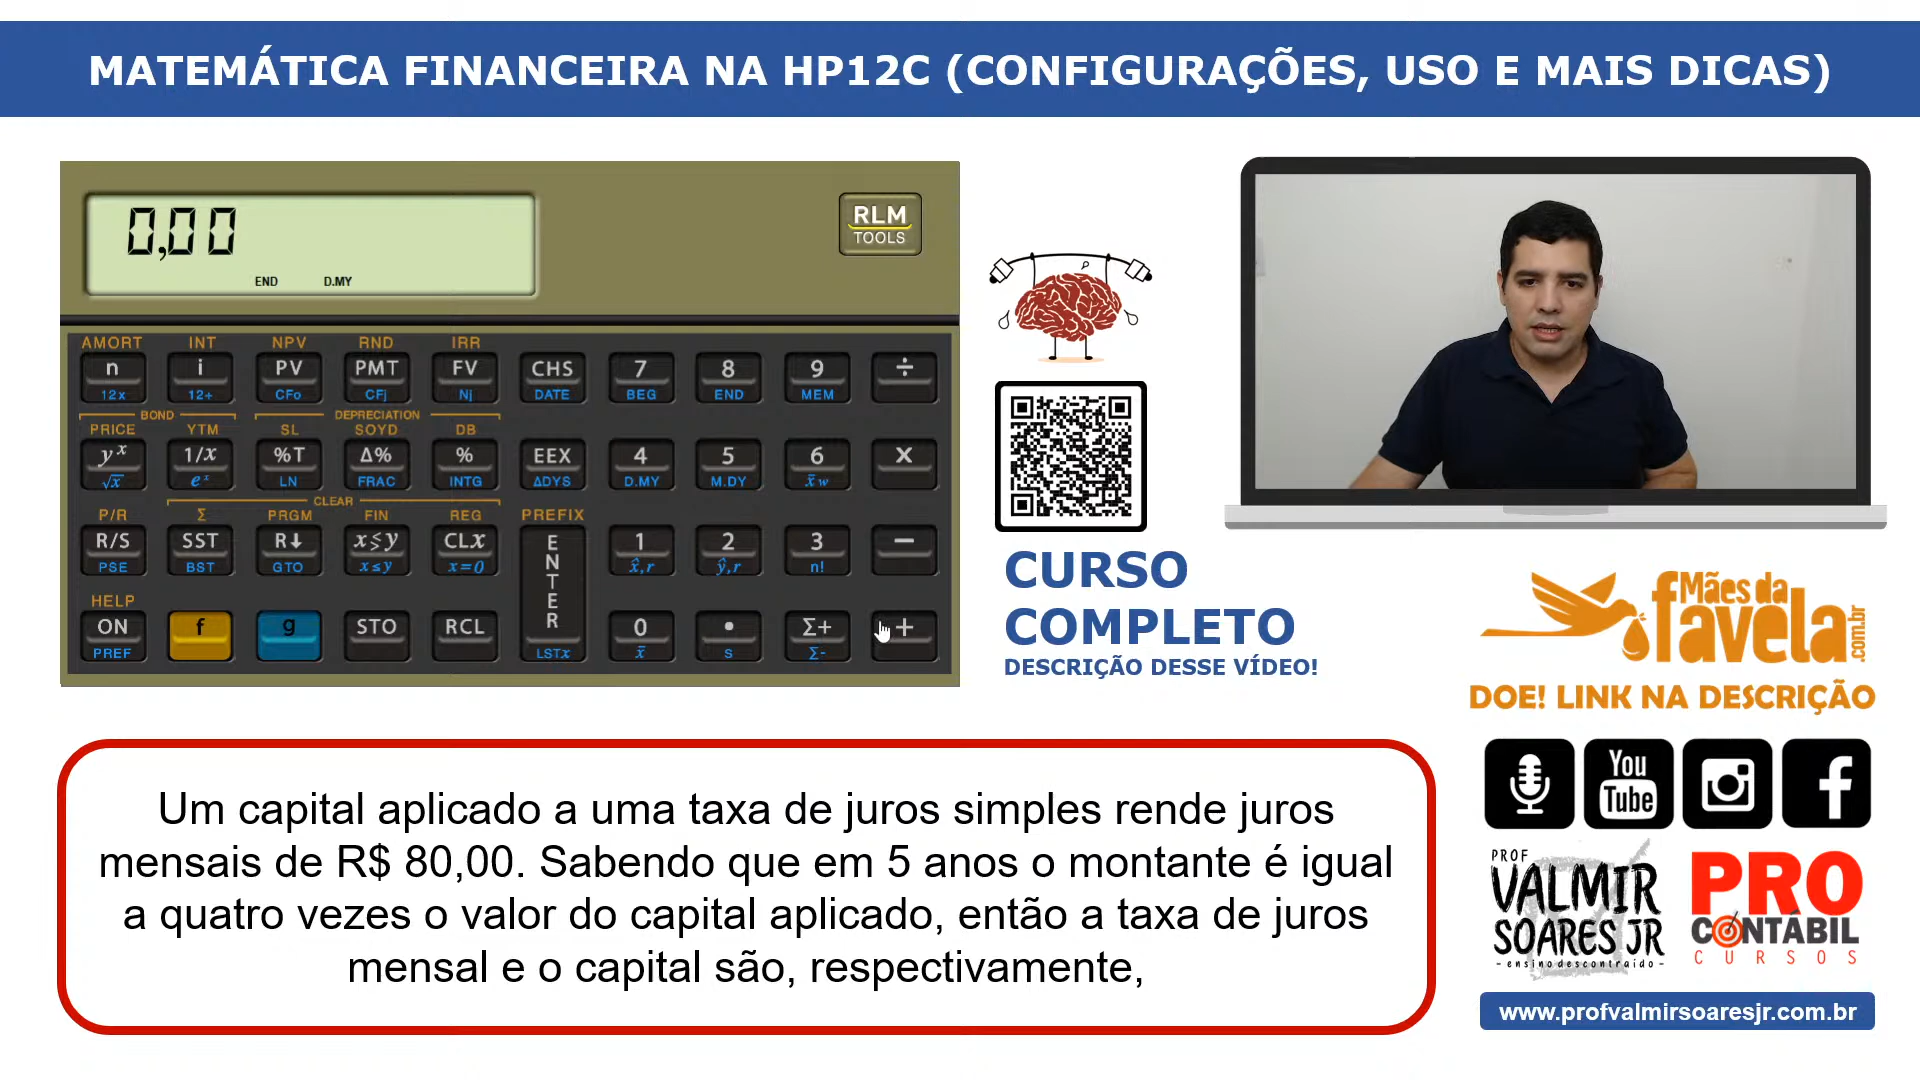 MATEMÁTICA FINANCEIRA NA HP12C (CONFIGURAÇÕES, USO E MAIS DICAS)
0,00
END D.MY
RLM
TOOLS
AMORT INT NPV RND IRR
n i PV PMT FV CHS 7 8 9 ÷
12x 12÷ CFo CFj Nj DATE BEG END MEM
BOND DEPRECIATION
PRICE YTM SL SOYD DB
y^x 1/x %T Δ% % EEX 4 5 6 X
√x e^x LN FRAC INTG ΔDYS D.MY M.DY x̄w
CLEAR
P/R Σ PRGM FIN REG PREFIX
R/S SST R↓ x≶y CLx ENTER 1 2 3 −
PSE BST GTO x≤y x=0 x̂,r ŷ,r n!
HELP
ON f g STO RCL 0 • Σ+ +
PREF LSTx x̄ s Σ-
CURSO
COMPLETO
DESCRIÇÃO DESSE VÍDEO!
Mães da
favela
.com.br
DOE! LINK NA DESCRIÇÃO
You
Tube
PROF
VALMIR
SOARES JR
-ensinodescontraído-
PRO
CONTÁBIL
CURSOS
www.profvalmirsoaresjr.com.br
Um capital aplicado a uma taxa de juros simples rende juros
mensais de R$ 80,00. Sabendo que em 5 anos o montante é igual
a quatro vezes o valor do capital aplicado, então a taxa de juros
mensal e o capital são, respectivamente,